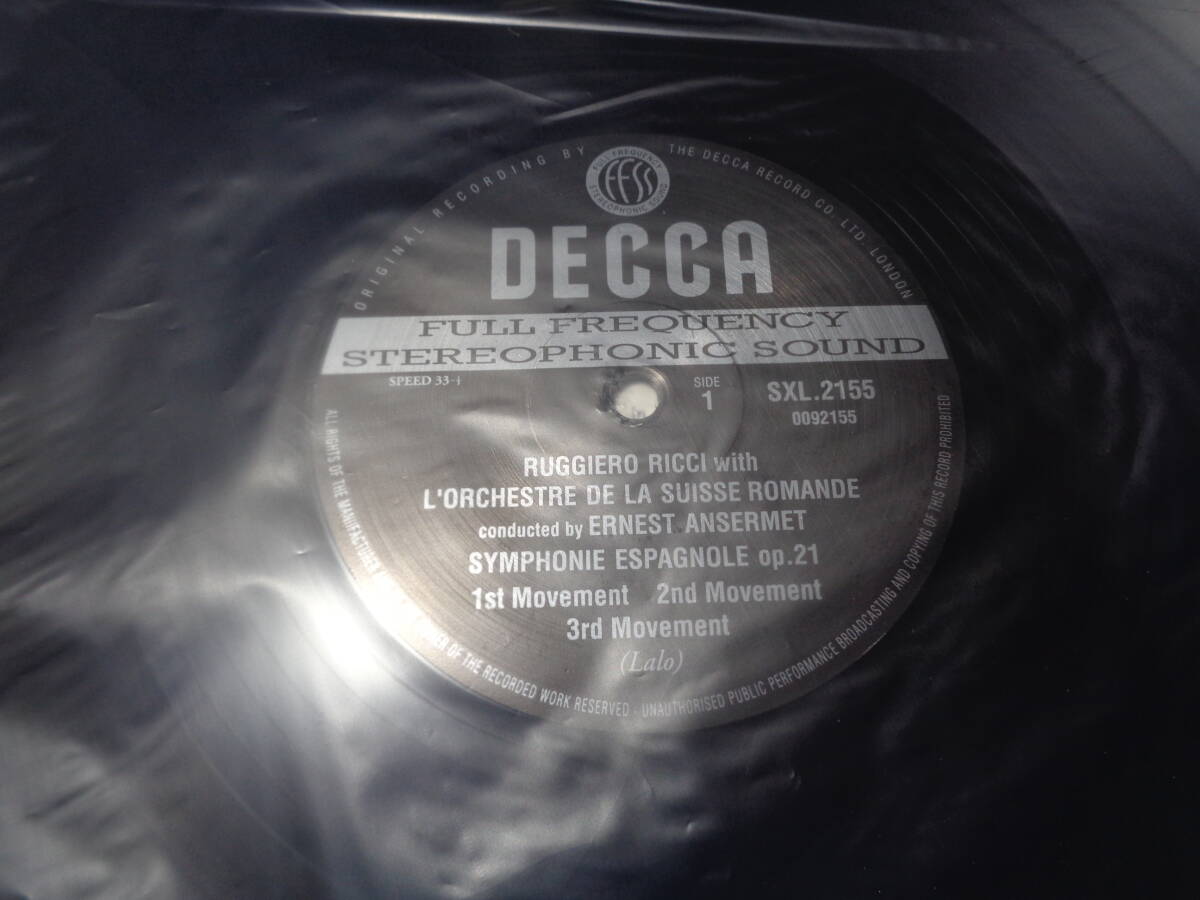 ORIGINAL RECORDING BY THE DECCA RECORD CO. LTD. LONDON
FULL FREQUENCY
FFSS
STEREOPHONIC SOUND
DECCA
FULL FREQUENCY
STEREOPHONIC SOUND
SPEED 33⅓
SIDE
1
SXL.2155
0092155
RUGGIERO RICCI with
L'ORCHESTRE DE LA SUISSE ROMANDE
conducted by ERNEST ANSERMET
SYMPHONIE ESPAGNOLE op.21
1st Movement 2nd Movement
3rd Movement
(Lalo)
ALL RIGHTS OF THE MANUFACTURER OF THE RECORDED WORK RESERVED · UNAUTHORISED PUBLIC PERFORMANCE BROADCASTING AND COPYING OF THIS RECORD PROHIBITED